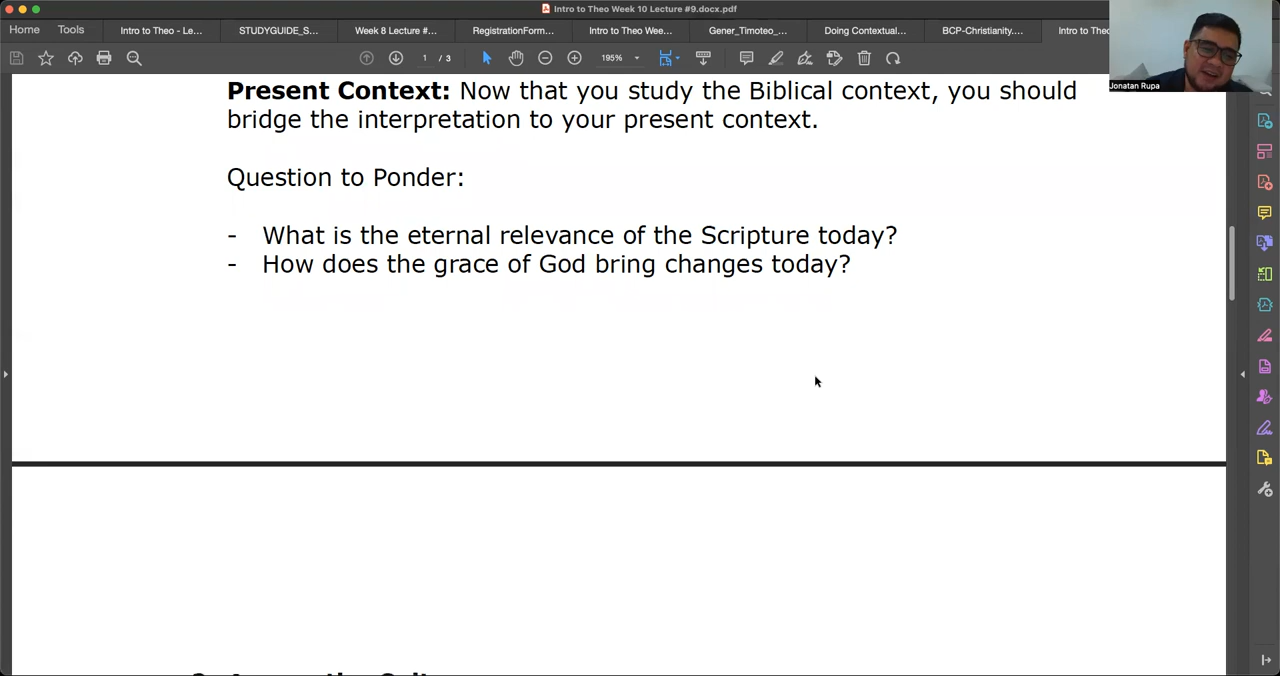 Intro to Theo Week 10 Lecture #9.docx.pdf
Home Tools Intro to Theo - Le... STUDYGUIDE_S... Week 8 Lecture #... RegistrationForm... Intro to Theo Wee... Gener_Timoteo_... Doing Contextual... BCP-Christianity.... Intro to Theo
1 / 3 195%
Jonatan Rupa
Present Context: Now that you study the Biblical context, you should
bridge the interpretation to your present context.
Question to Ponder:
- What is the eternal relevance of the Scripture today?
- How does the grace of God bring changes today?